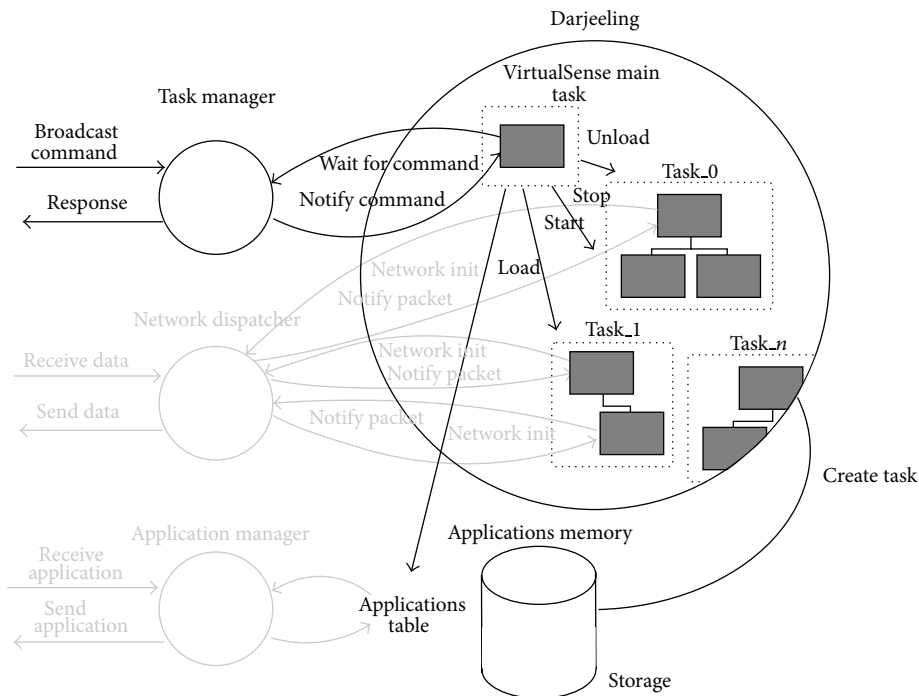 Darjeeling
VirtualSense main
task
Task manager
Broadcast
command
Response
Wait for command
Notify command
Unload
Stop
Start
Load
Task_0
Network init
Notify packet
Network dispatcher
Receive data
Send data
Network init
Notify packet
Notify packet
Network init
Task_1
Task_n
Create task
Application manager
Receive
application
Send
application
Applications memory
Applications
table
Storage